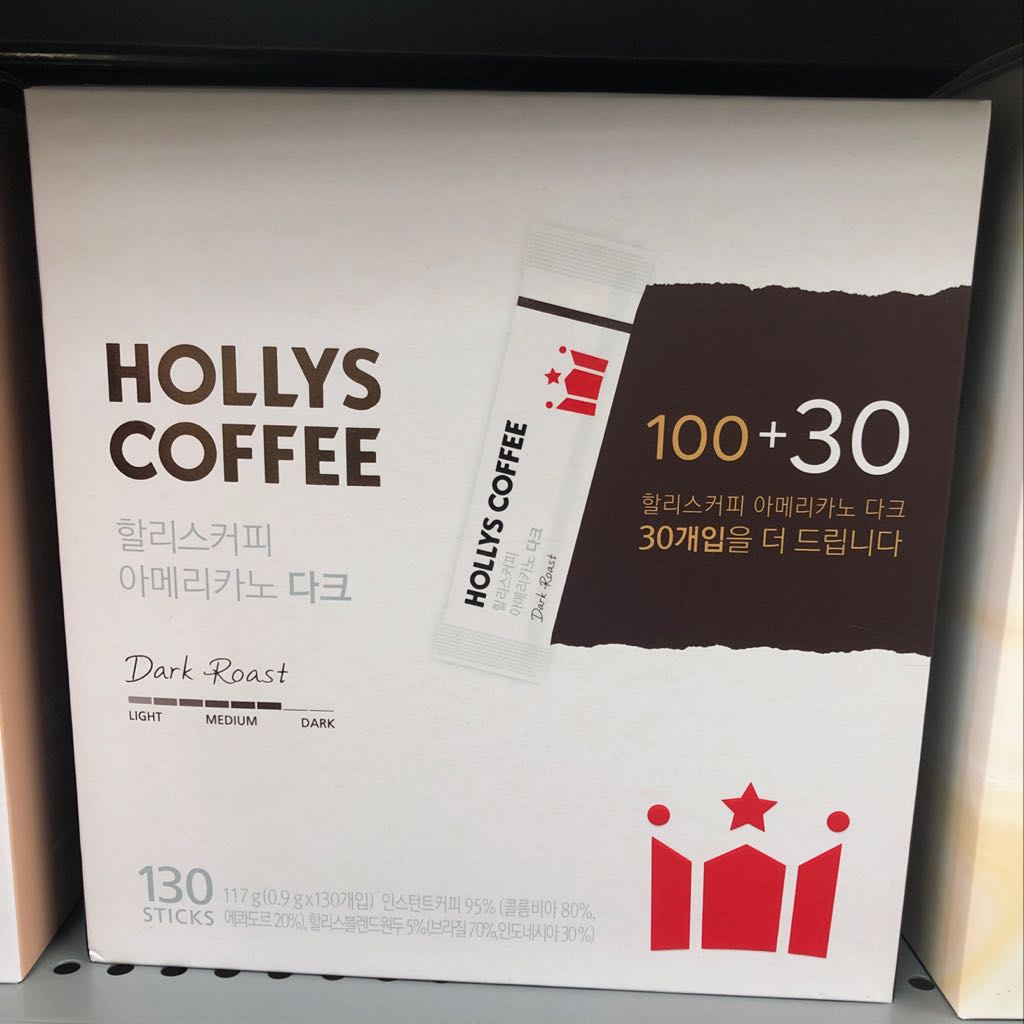 HOLLYS
COFFEE
할리스커피
아메리카노 다크
Dark Roast
LIGHT MEDIUM DARK
HOLLYS COFFEE
할리스커피
아메리카노 다크
Dark Roast
100+30
할리스커피 아메리카노 다크
30개입을 더 드립니다
130
STICKS
117 g(0.9 g x130개입) 인스턴트커피 95% (콜롬비아 80%,
에콰도르 20%), 할리스블렌드원두 5%(브라질 70%,인도네시아 30%)